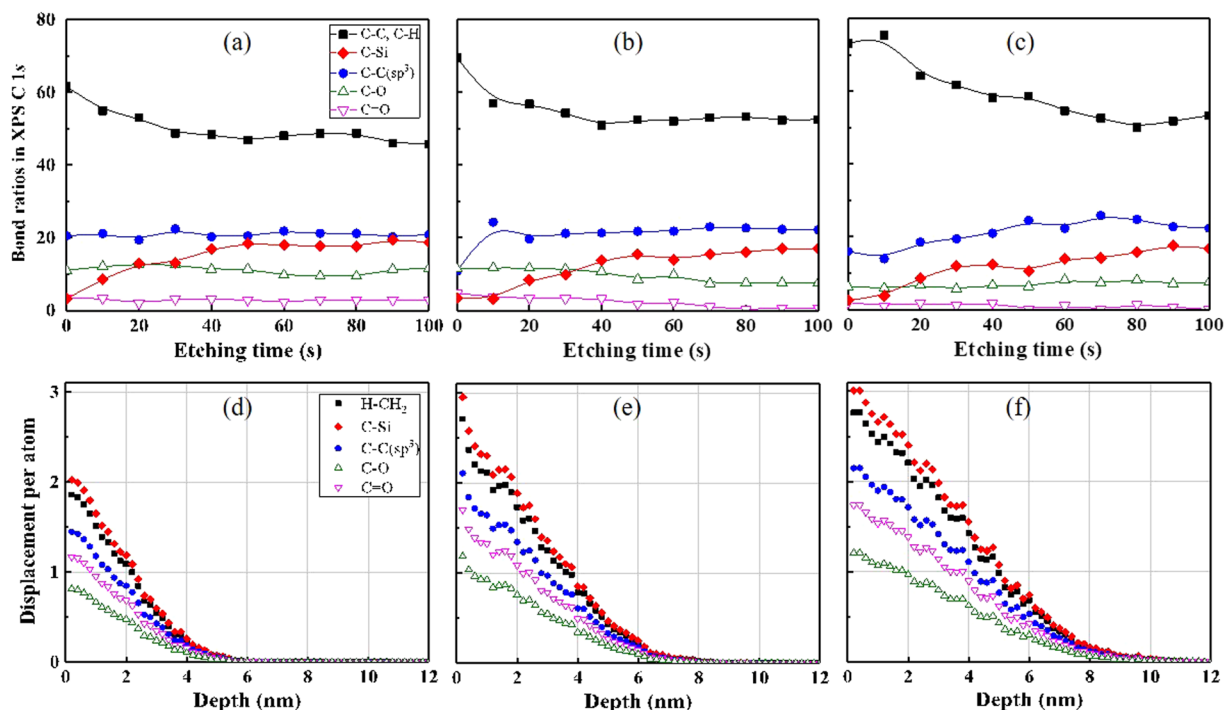 (a)
(b)
(c)
C-C, C-H
C-Si
C-C(sp³)
C-O
C=O
Bond ratios in XPS C 1s
80
60
40
20
0
0 20 40 60 80 100
0 20 40 60 80 100
0 20 40 60 80 100
Etching time (s)
Etching time (s)
Etching time (s)
(d)
(e)
(f)
H-CH₂
C-Si
C-C(sp³)
C-O
C=O
Displacement per atom
3
2
1
0
0 2 4 6 8 10 12
0 2 4 6 8 10 12
0 2 4 6 8 10 12
Depth (nm)
Depth (nm)
Depth (nm)